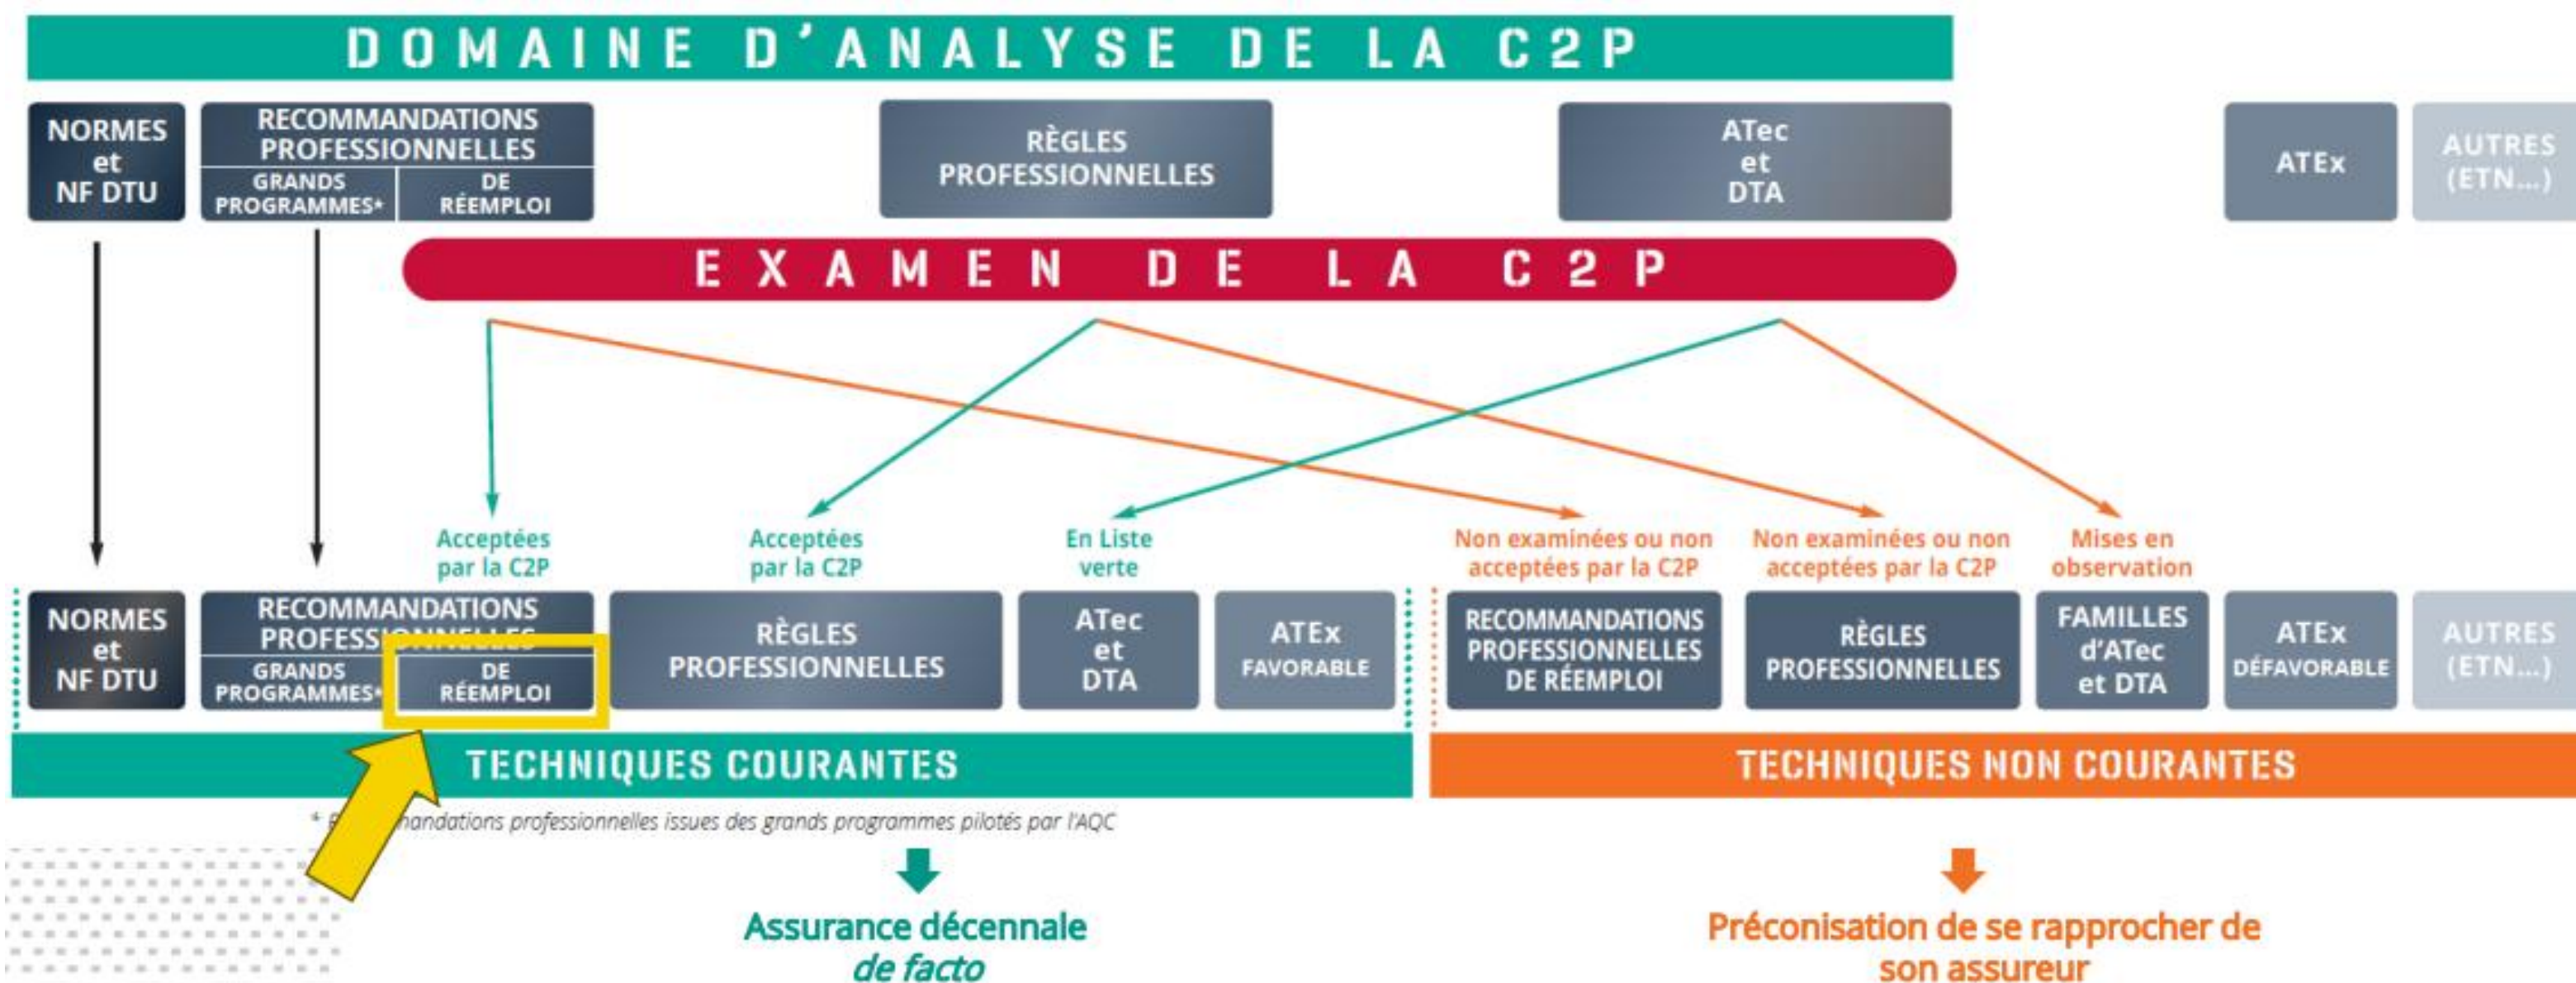 DOMAINE D'ANALYSE DE LA C2P
NORMES
et
NF DTU
RECOMMANDATIONS
PROFESSIONNELLES
GRANDS
PROGRAMMES*
DE
RÉEMPLOI
RÈGLES
PROFESSIONNELLES
ATec
et
DTA
ATEx
AUTRES
(ETN...)
EXAMEN DE LA C2P
Acceptées
par la C2P
Acceptées
par la C2P
En Liste
verte
Non examinées ou non
acceptées par la C2P
Non examinées ou non
acceptées par la C2P
Mises en
observation
NORMES
et
NF DTU
RECOMMANDATIONS
PROFESSIONNELLES
GRANDS
PROGRAMMES*
DE
RÉEMPLOI
RÈGLES
PROFESSIONNELLES
ATec
et
DTA
ATEx
FAVORABLE
RECOMMANDATIONS
PROFESSIONNELLES
DE RÉEMPLOI
RÈGLES
PROFESSIONNELLES
FAMILLES
d'ATec
et DTA
ATEx
DÉFAVORABLE
AUTRES
(ETN...)
TECHNIQUES COURANTES
TECHNIQUES NON COURANTES
* professionnelles issues des grands programmes pilotés par l'AQC
Assurance décennale
de facto
Préconisation de se rapprocher de
son assureur